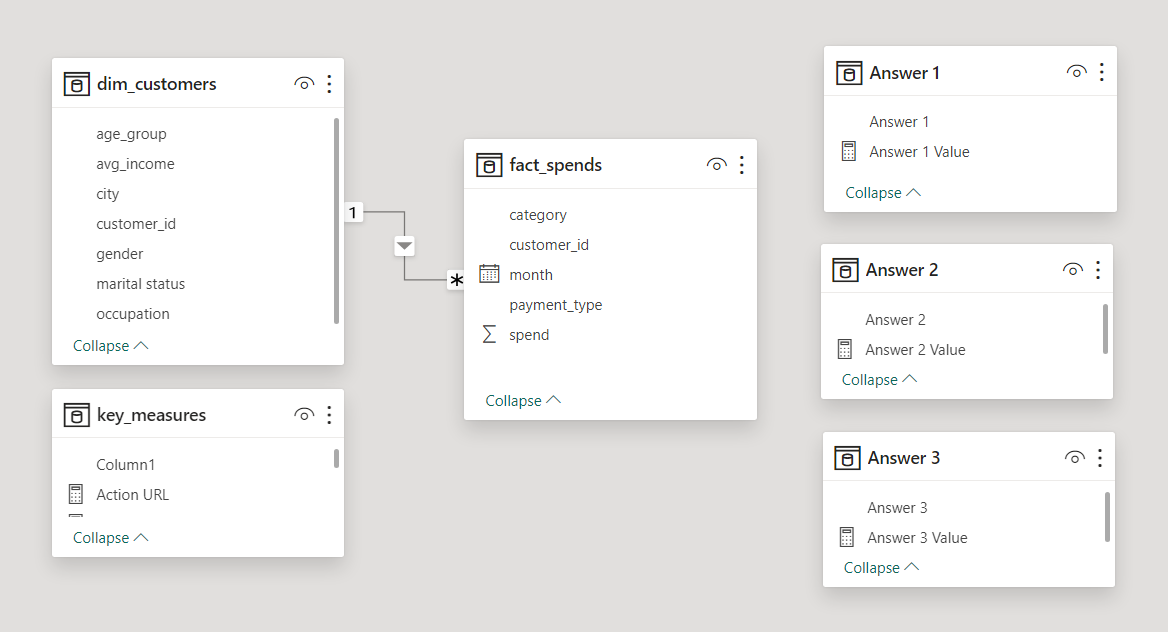 dim_customers
age_group
avg_income
city
customer_id
gender
marital status
occupation
Collapse
key_measures
Column1
Action URL
Collapse
1
*
fact_spends
category
customer_id
month
payment_type
spend
Collapse
Answer 1
Answer 1
Answer 1 Value
Collapse
Answer 2
Answer 2
Answer 2 Value
Collapse
Answer 3
Answer 3
Answer 3 Value
Collapse